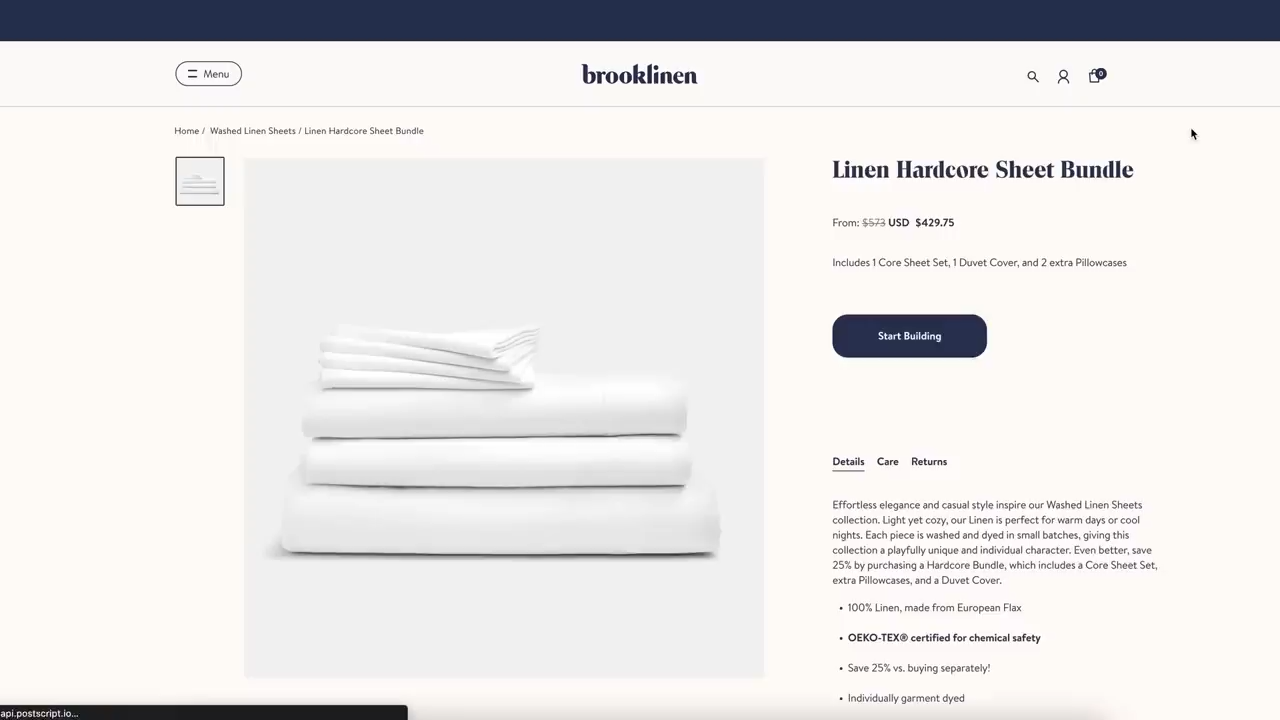 Menu
brooklinen
0
Home / Washed Linen Sheets / Linen Hardcore Sheet Bundle
Linen Hardcore Sheet Bundle
From: $573 USD $429.75
Includes 1 Core Sheet Set, 1 Duvet Cover, and 2 extra Pillowcases
Start Building
Details Care Returns
Effortless elegance and casual style inspire our Washed Linen Sheets
collection. Light yet cozy, our Linen is perfect for warm days or cool
nights. Each piece is washed and dyed in small batches, giving this
collection a playfully unique and individual character. Even better, save
25% by purchasing a Hardcore Bundle, which includes a Core Sheet Set,
extra Pillowcases, and a Duvet Cover.
• 100% Linen, made from European Flax
• OEKO-TEX® certified for chemical safety
• Save 25% vs. buying separately!
• Individually garment dyed
api.postscript.io...